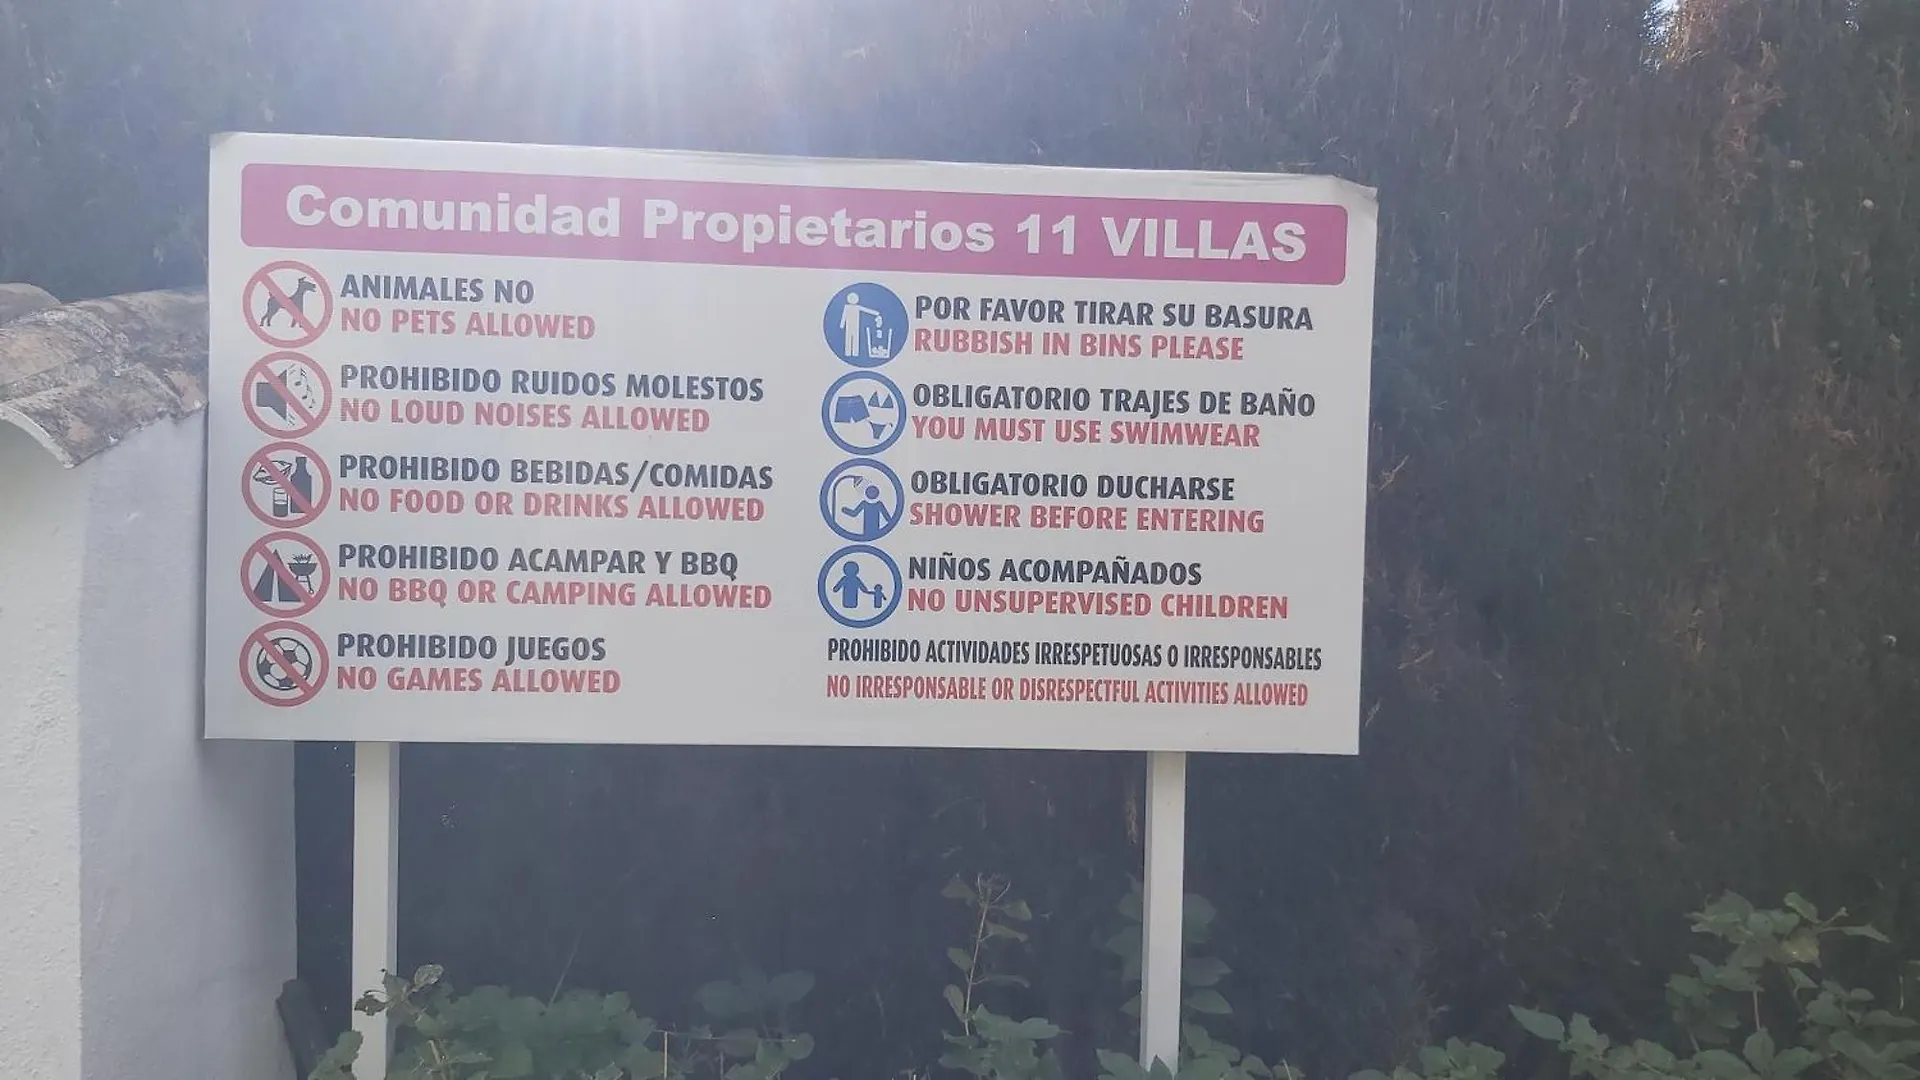 Comunidad Propietarios 11 VILLAS
ANIMALES NO
NO PETS ALLOWED
PROHIBIDO RUIDOS MOLESTOS
NO LOUD NOISES ALLOWED
PROHIBIDO BEBIDAS/COMIDAS
NO FOOD OR DRINKS ALLOWED
PROHIBIDO ACAMPAR Y BBQ
NO BBQ OR CAMPING ALLOWED
PROHIBIDO JUEGOS
NO GAMES ALLOWED
POR FAVOR TIRAR SU BASURA
RUBBISH IN BINS PLEASE
OBLIGATORIO TRAJES DE BAÑO
YOU MUST USE SWIMWEAR
OBLIGATORIO DUCHARSE
SHOWER BEFORE ENTERING
NIÑOS ACOMPAÑADOS
NO UNSUPERVISED CHILDREN
PROHIBIDO ACTIVIDADES IRRESPETUOSAS O IRRESPONSABLES
NO IRRESPONSABLE OR DISRESPECTFUL ACTIVITIES ALLOWED